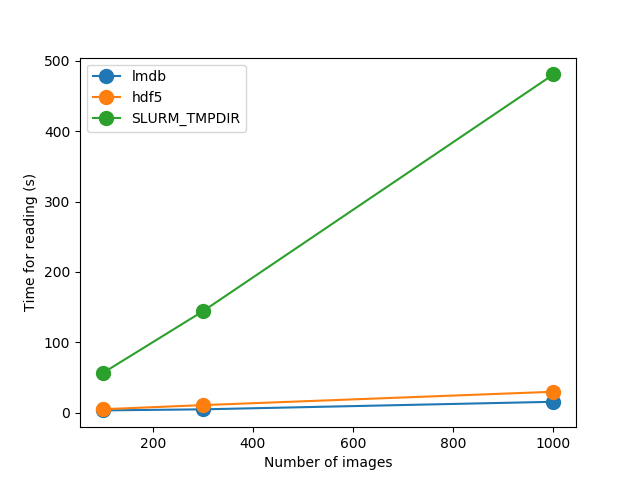 500
400
300
200
100
0
Time for reading (s)
lmdb
hdf5
SLURM_TMPDIR
200 400 600 800 1000
Number of images